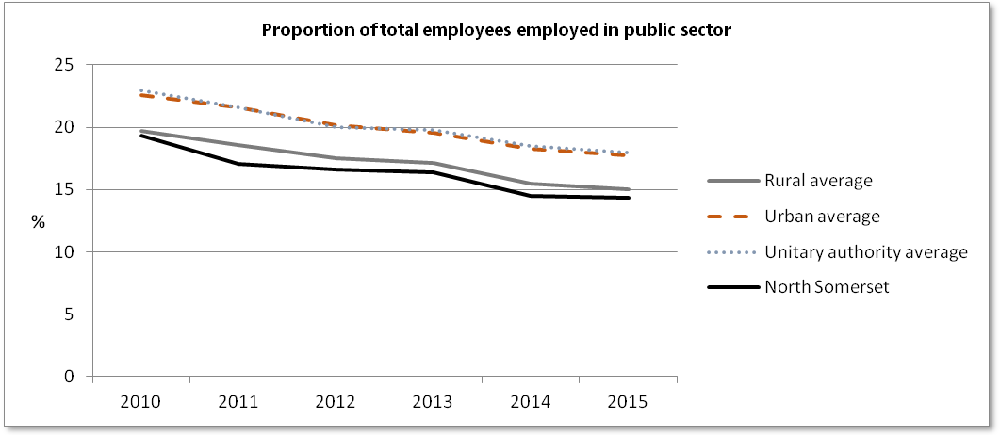 Proportion of total employees employed in public sector
25
20
15
10
5
0
%
2010 2011 2012 2013 2014 2015
Rural average
Urban average
Unitary authority average
North Somerset